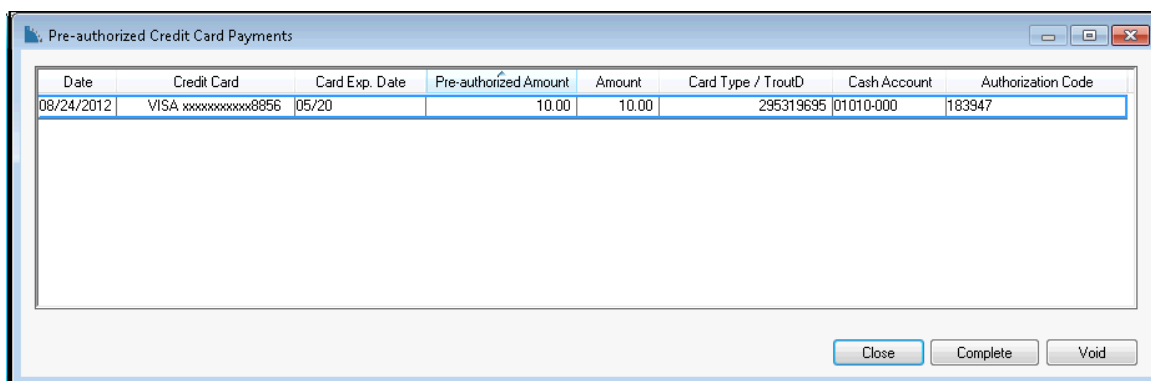 Pre-authorized Credit Card Payments
Date Credit Card Card Exp. Date Pre-authorized Amount Amount Card Type / TroutD Cash Account Authorization Code
08/24/2012 VISA xxxxxxxxxxxx8856 05/20 10.00 10.00 295319695 01010-000 183947
Close Complete Void